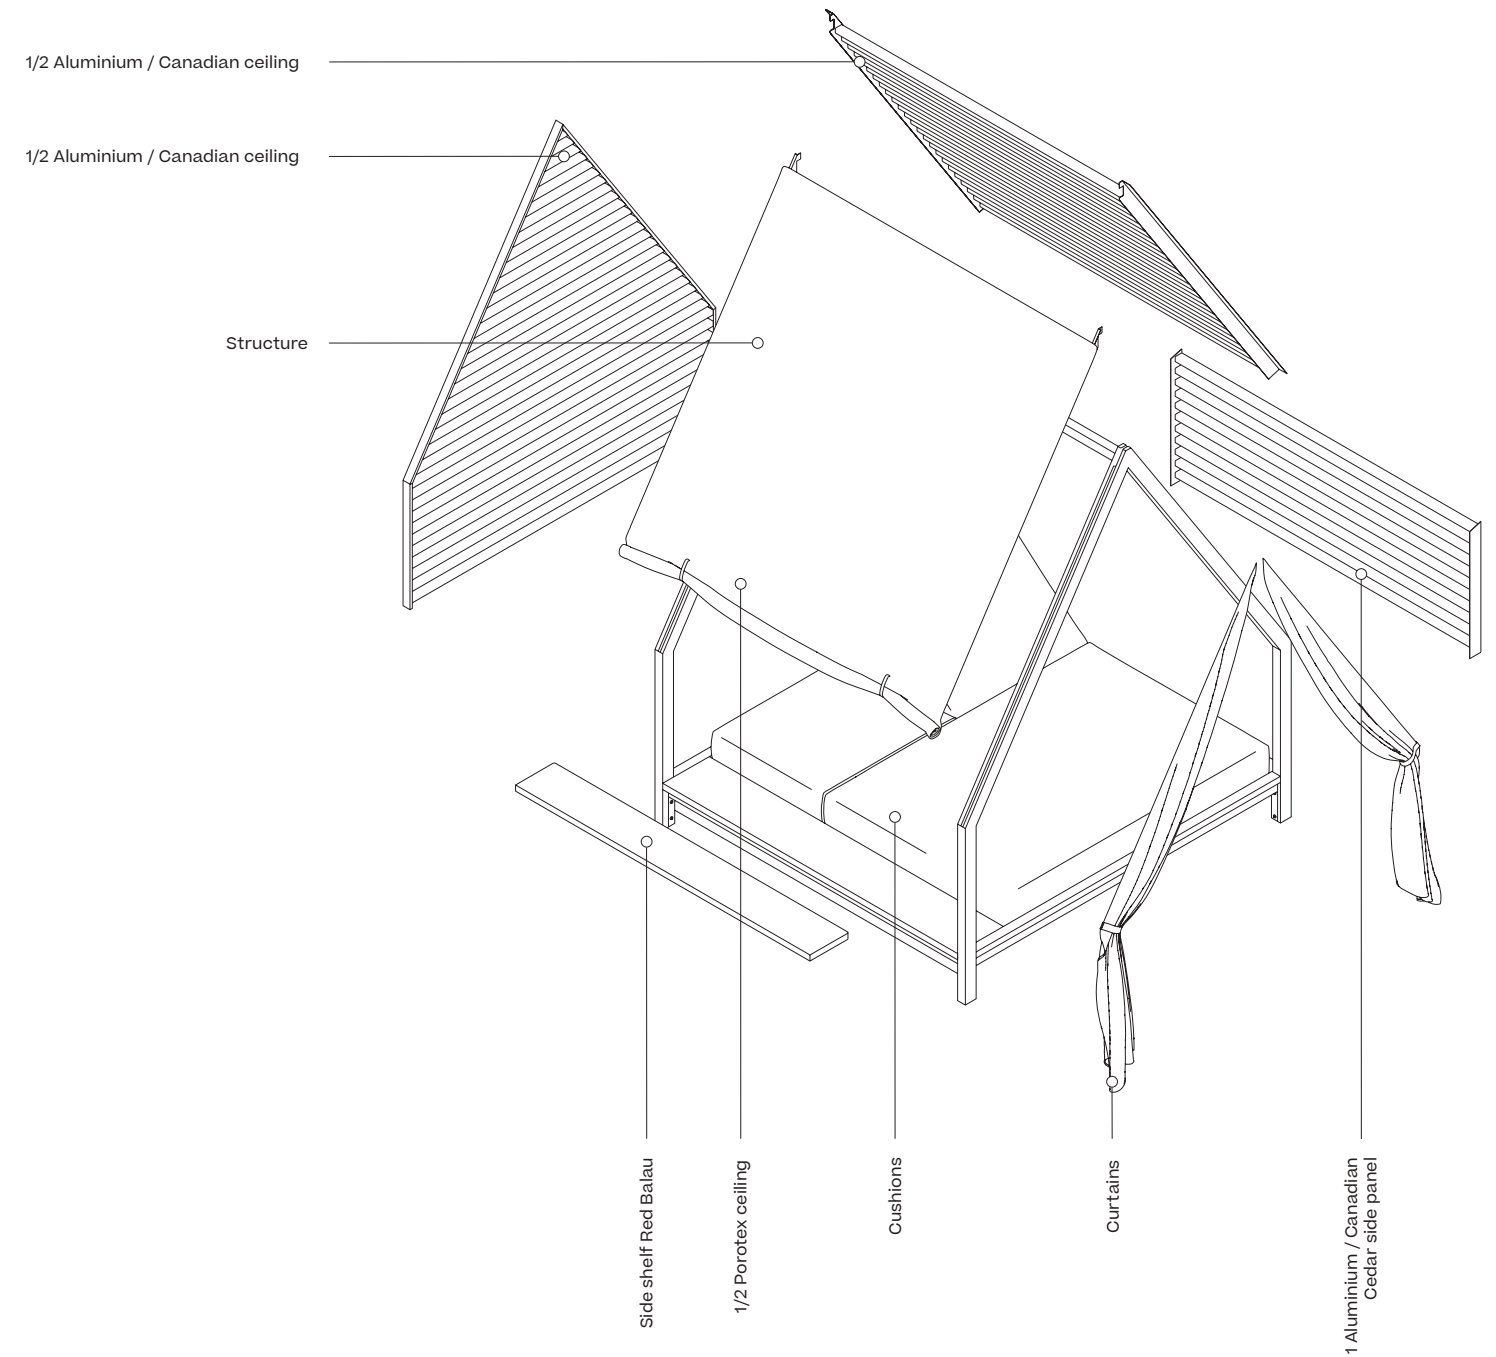 1/2 Aluminium / Canadian ceiling
1/2 Aluminium / Canadian ceiling
Structure
Side shelf Red Balau
1/2 Porotex ceiling
Cushions
Curtains
1 Aluminium / Canadian
Cedar side panel